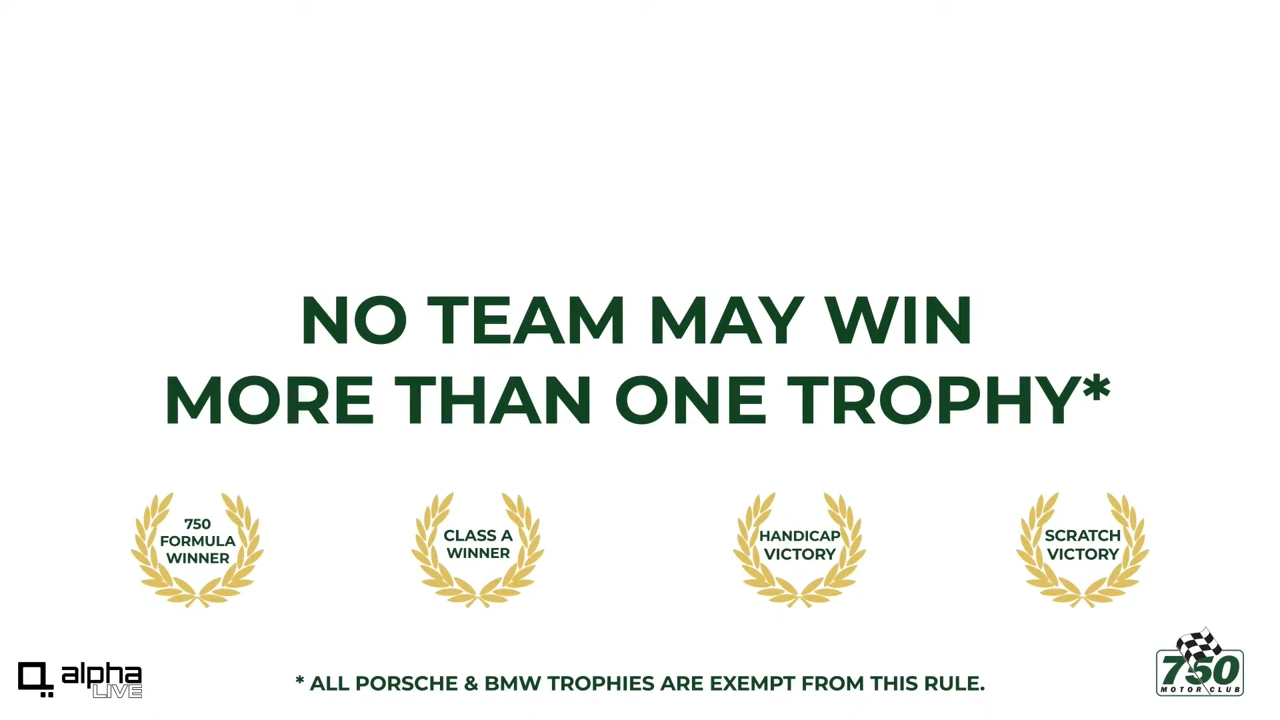 NO TEAM MAY WIN
MORE THAN ONE TROPHY*
750
FORMULA
WINNER
CLASS A
WINNER
HANDICAP
VICTORY
SCRATCH
VICTORY
alpha
LIVE
* ALL PORSCHE & BMW TROPHIES ARE EXEMPT FROM THIS RULE.
750
MOTOR CLUB